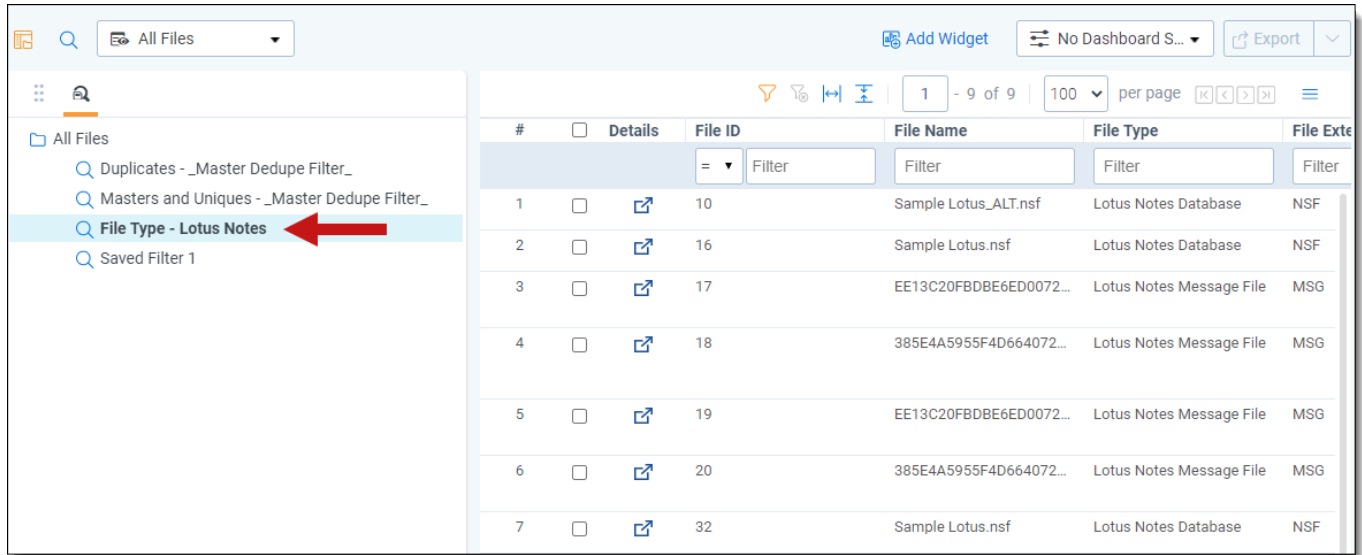 All Files
Add Widget
No Dashboard S...
Export
1 - 9 of 9
100
per page
All Files
Duplicates - _Master Dedupe Filter_
Masters and Uniques - _Master Dedupe Filter_
File Type - Lotus Notes
Saved Filter 1
# Details File ID File Name File Type File Exte
= Filter Filter Filter Filter
1 10 Sample Lotus_ALT.nsf Lotus Notes Database NSF
2 16 Sample Lotus.nsf Lotus Notes Database NSF
3 17 EE13C20FBDBE6ED0072... Lotus Notes Message File MSG
4 18 385E4A5955F4D664072... Lotus Notes Message File MSG
5 19 EE13C20FBDBE6ED0072... Lotus Notes Message File MSG
6 20 385E4A5955F4D664072... Lotus Notes Message File MSG
7 32 Sample Lotus.nsf Lotus Notes Database NSF